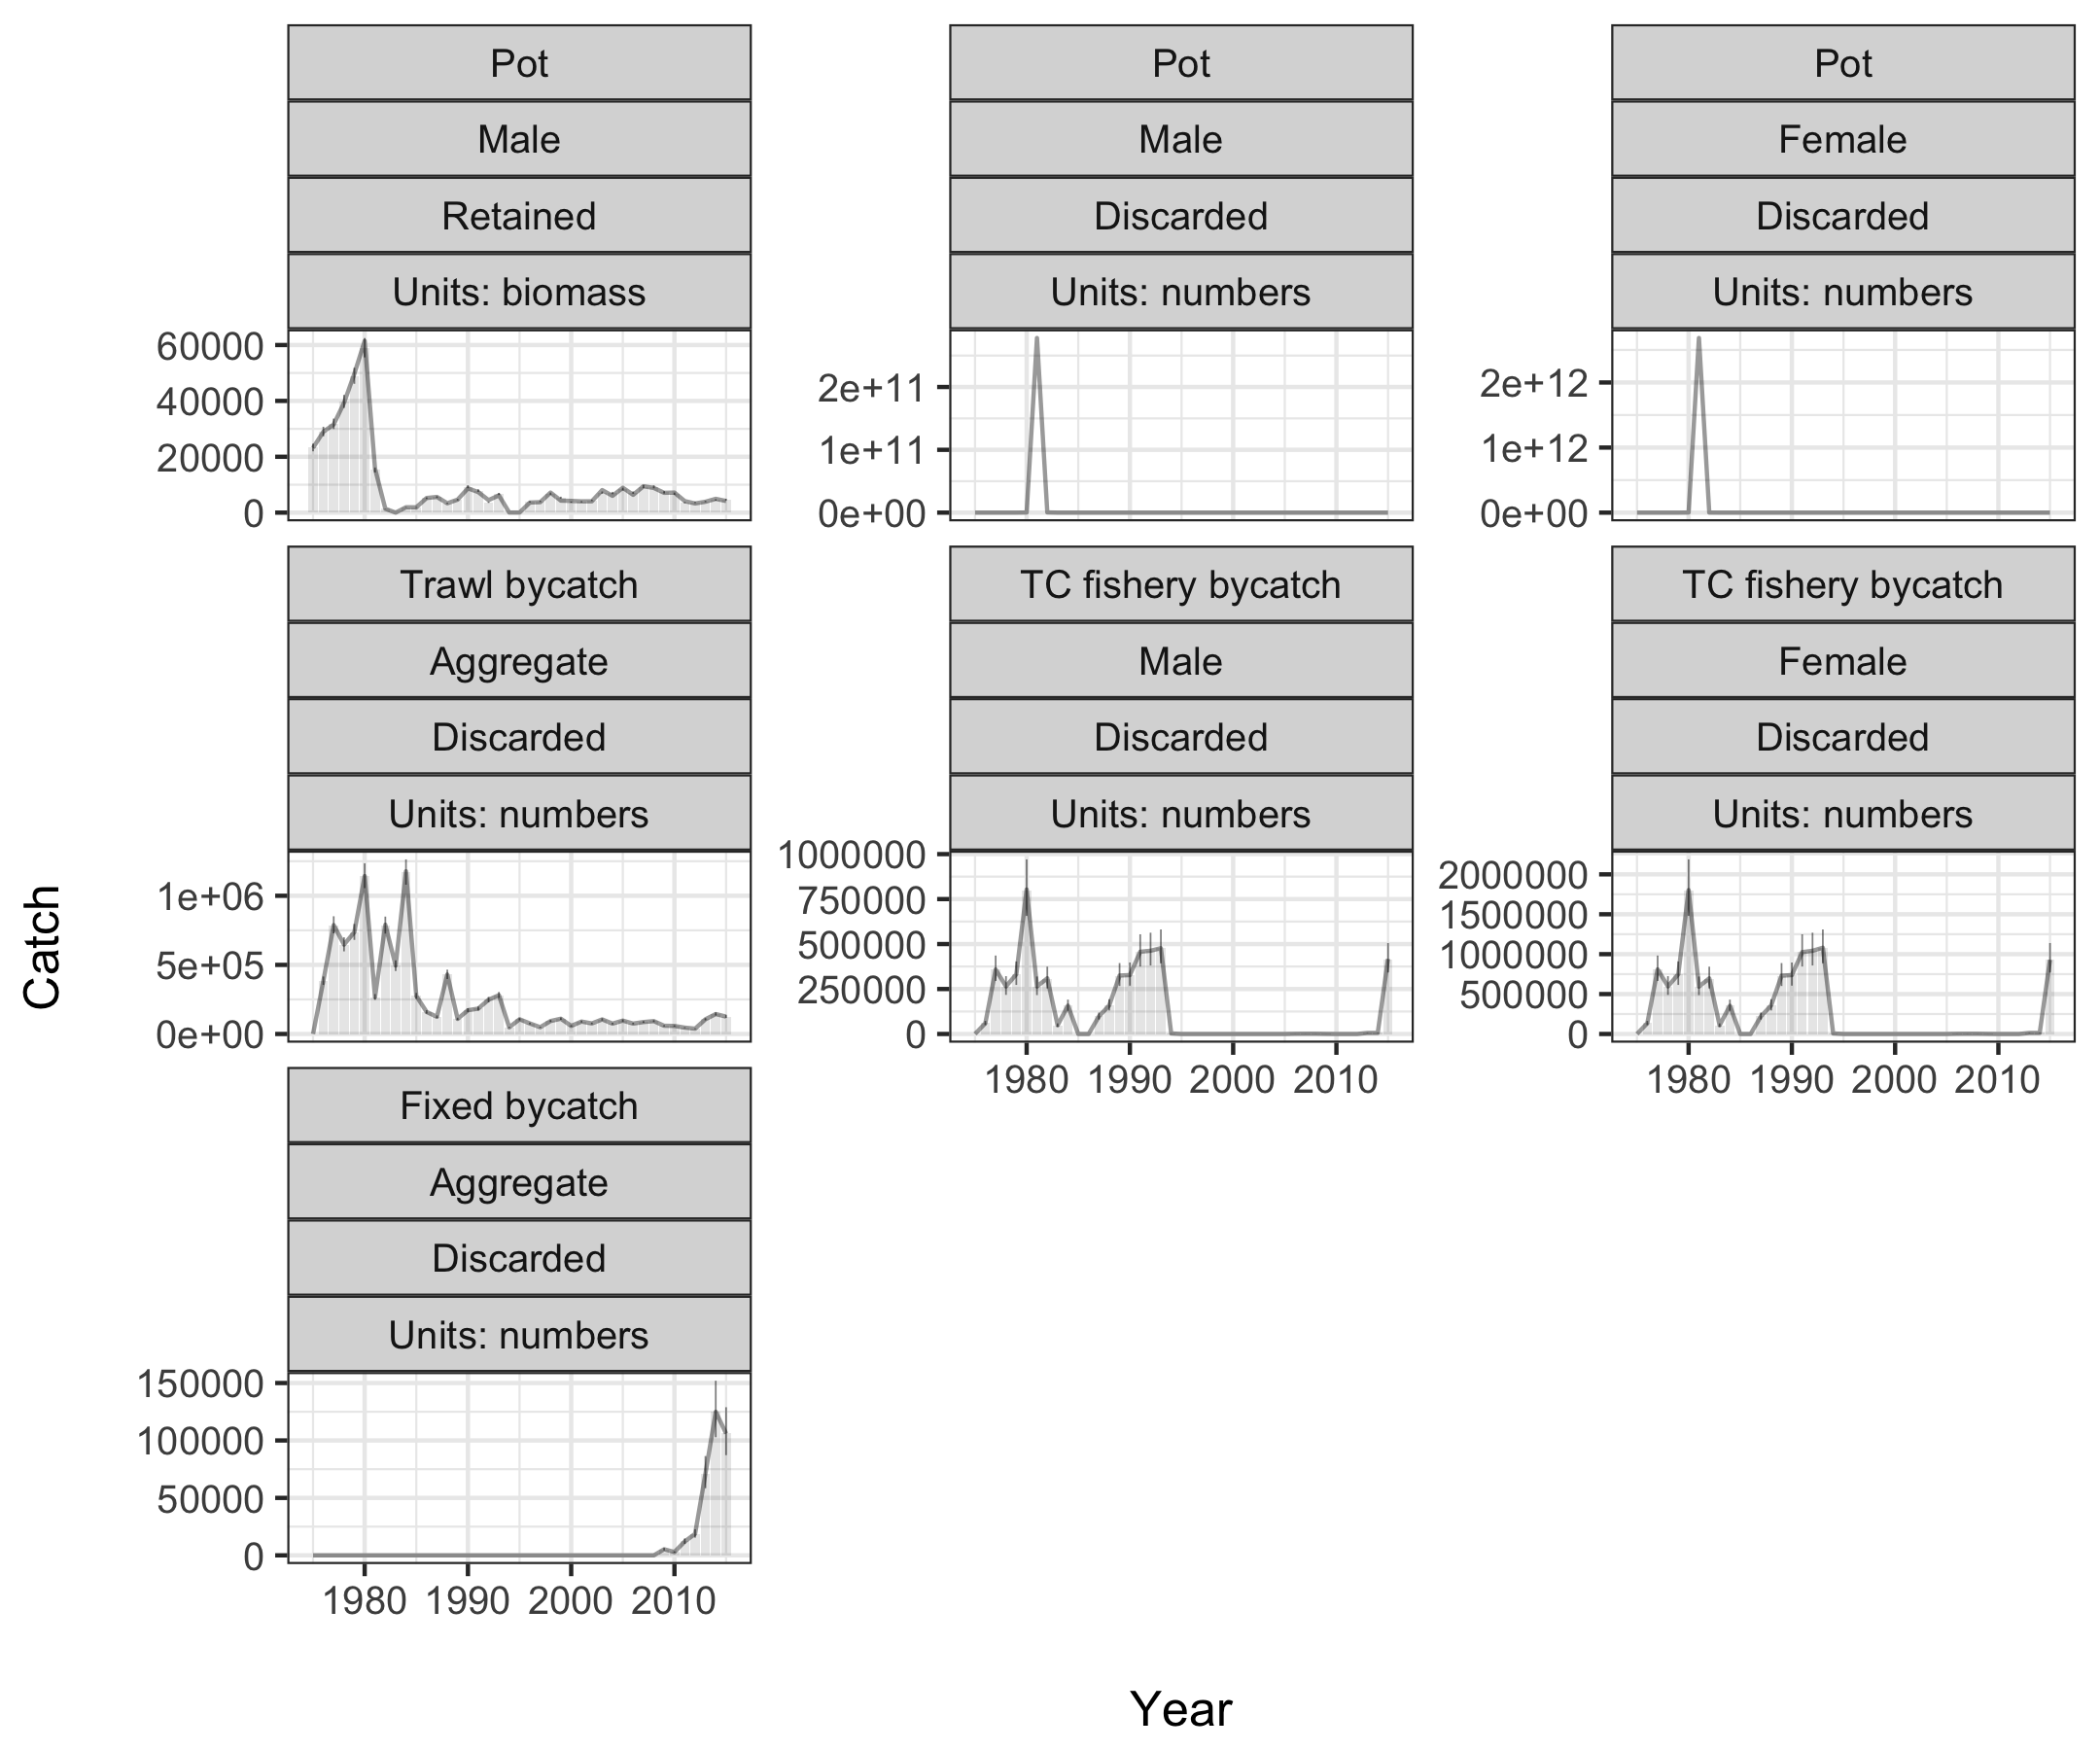 Pot
Male
Retained
Units: biomass
60000
40000
20000
0
Pot
Male
Discarded
Units: numbers
2e+11
1e+11
0e+00
Pot
Female
Discarded
Units: numbers
2e+12
1e+12
0e+00
Trawl bycatch
Aggregate
Discarded
Units: numbers
1e+06
5e+05
0e+00
TC fishery bycatch
Male
Discarded
Units: numbers
1000000
750000
500000
250000
0
1980 1990 2000 2010
TC fishery bycatch
Female
Discarded
Units: numbers
2000000
1500000
1000000
500000
0
1980 1990 2000 2010
Fixed bycatch
Aggregate
Discarded
Units: numbers
150000
100000
50000
0
1980 1990 2000 2010
Catch
Year